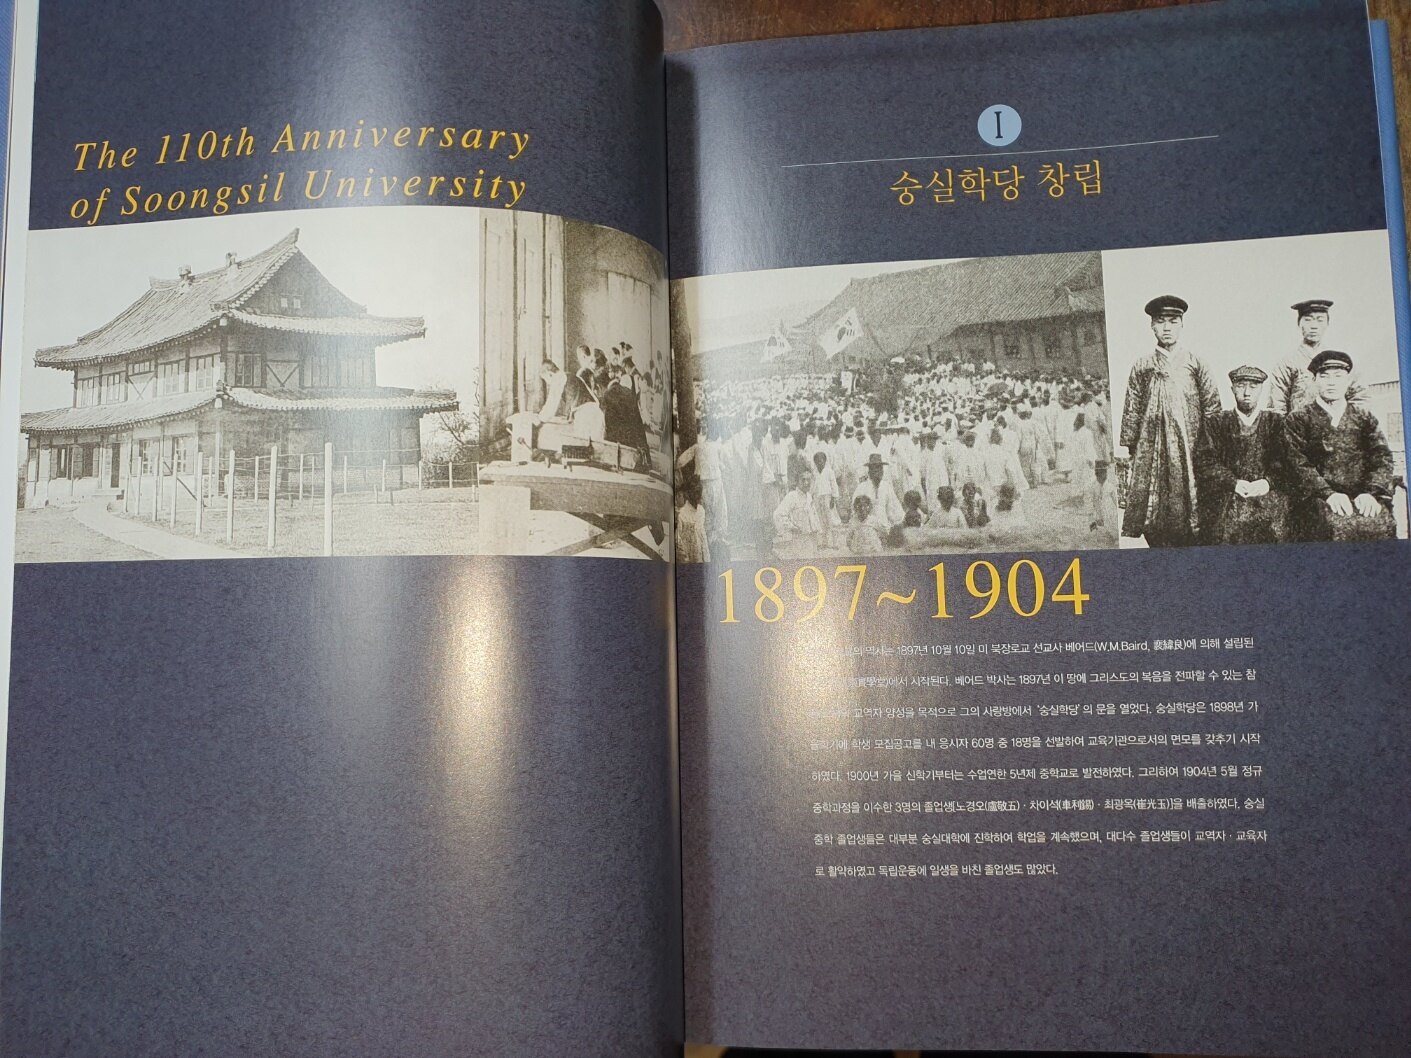 The 110th Anniversary
of Soongsil University
I
숭실학당 창립
1897~1904
역사는 1897년 10월 10일 미 북장로교 선교사 베어드(W.M.Baird, 裵緯良)에 의해 설립된
에서 시작된다. 베어드 박사는 1897년 이 땅에 그리스도의 복음을 전파할 수 있는 참
교역자 양성을 목적으로 그의 사랑방에서 '숭실학당'의 문을 열었다. 숭실학당은 1898년 가
을학기에 학생 모집공고를 내 응시자 60명 중 18명을 선발하여 교육기관으로서의 면모를 갖추기 시작
하였다. 1900년 가을 신학기부터는 수업연한 5년제 중학교로 발전하였다. 그리하여 1904년 5월 정규
중학과정을 이수한 3명의 졸업생[노경오(盧敬五)·차이석(車利錫)·최광옥(崔光玉)]을 배출하였다. 숭실
중학 졸업생들은 대부분 숭실대학에 진학하여 학업을 계속했으며, 대다수 졸업생들이 교역자·교육자
로 활약하였고 독립운동에 일생을 바친 졸업생도 많았다.